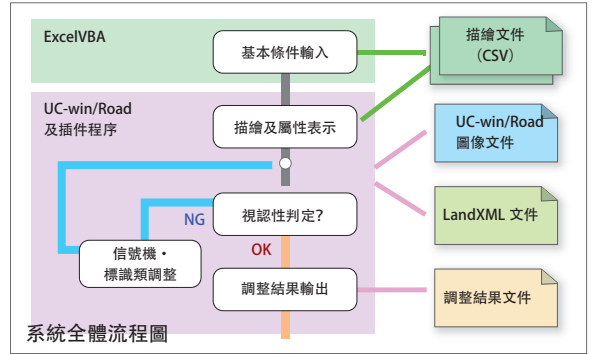 ExcelVBA
基本條件輸入
描繪文件
（CSV）
UC-win/Road
及插件程序
描繪及屬性表示
UC-win/Road
圖像文件
視認性判定?
NG
OK
LandXML 文件
信號機・
標識類調整
調整結果輸出
調整結果文件
系統全體流程圖